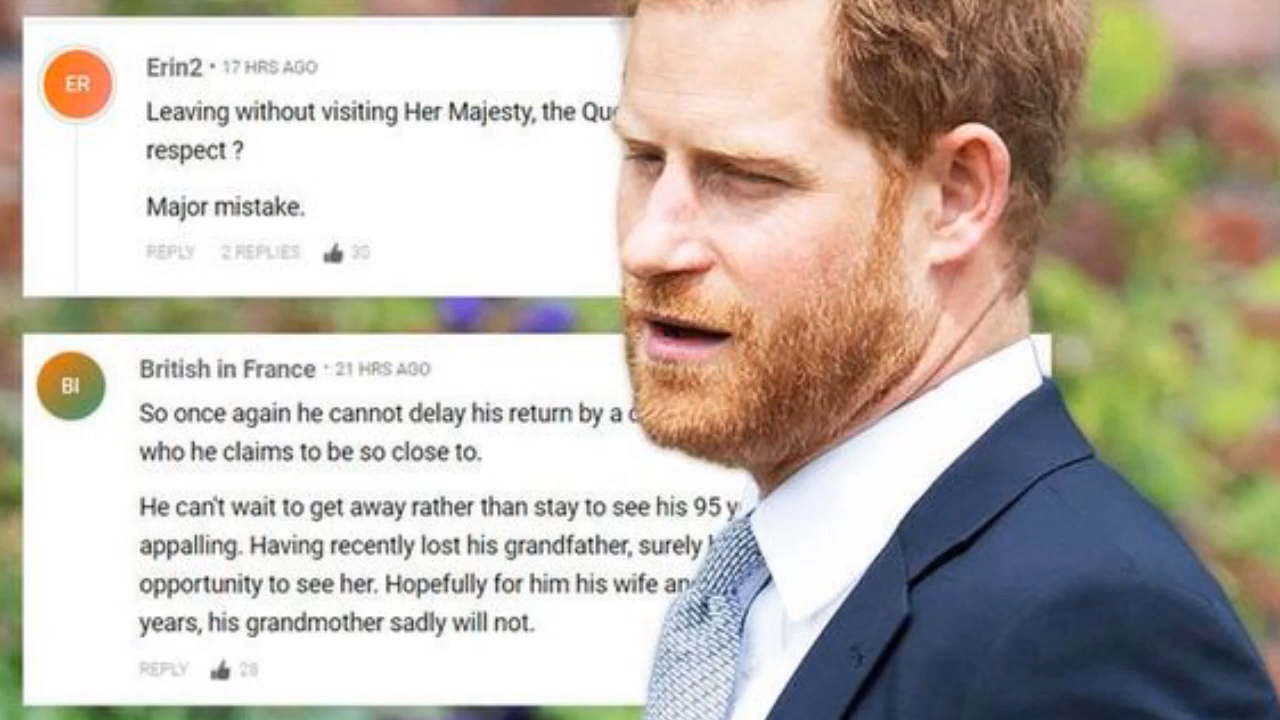 ER
Erin2 • 17 HRS AGO
Leaving without visiting Her Majesty, the
respect ?
Major mistake.
REPLY 2 REPLIES 30
BI
British in France • 21 HRS AGO
So once again he cannot delay his return by a
who he claims to be so close to.
He can't wait to get away rather than stay to see his 95
appalling. Having recently lost his grandfather, surely
opportunity to see her. Hopefully for him his wife
years, his grandmother sadly will not.
REPLY 28